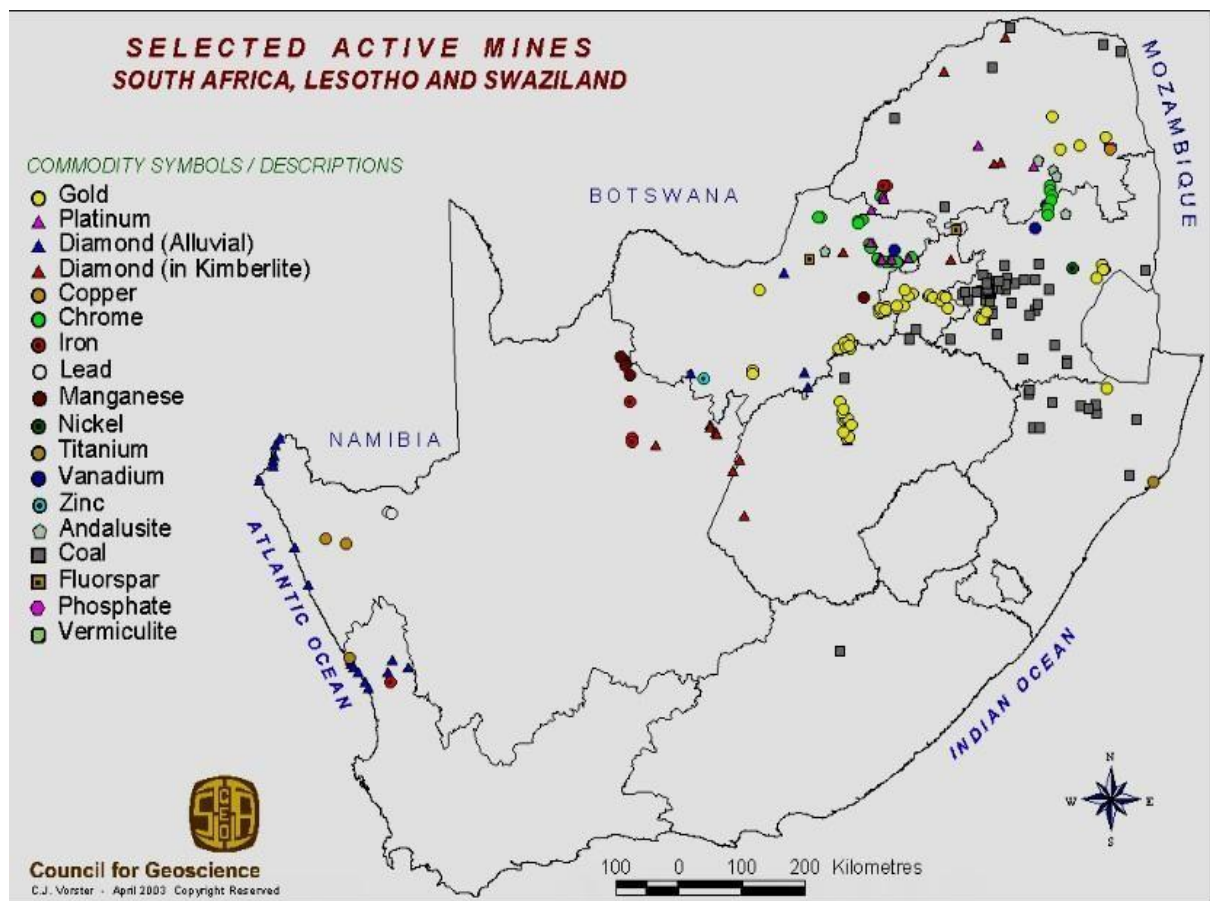 SELECTED ACTIVE MINES
SOUTH AFRICA, LESOTHO AND SWAZILAND
COMMODITY SYMBOLS / DESCRIPTIONS
Gold
Platinum
Diamond (Alluvial)
Diamond (in Kimberlite)
Copper
Chrome
Iron
Lead
Manganese
Nickel
Titanium
Vanadium
Zinc
Andalusite
Coal
Fluorspar
Phosphate
Vermiculite
BOTSWANA
MOZAMBIQUE
NAMIBIA
ATLANTIC OCEAN
INDIAN OCEAN
N
W E
S
Council for Geoscience
C.J. Vorster - April 2003 Copyright Reserved
100 0 100 200 Kilometres